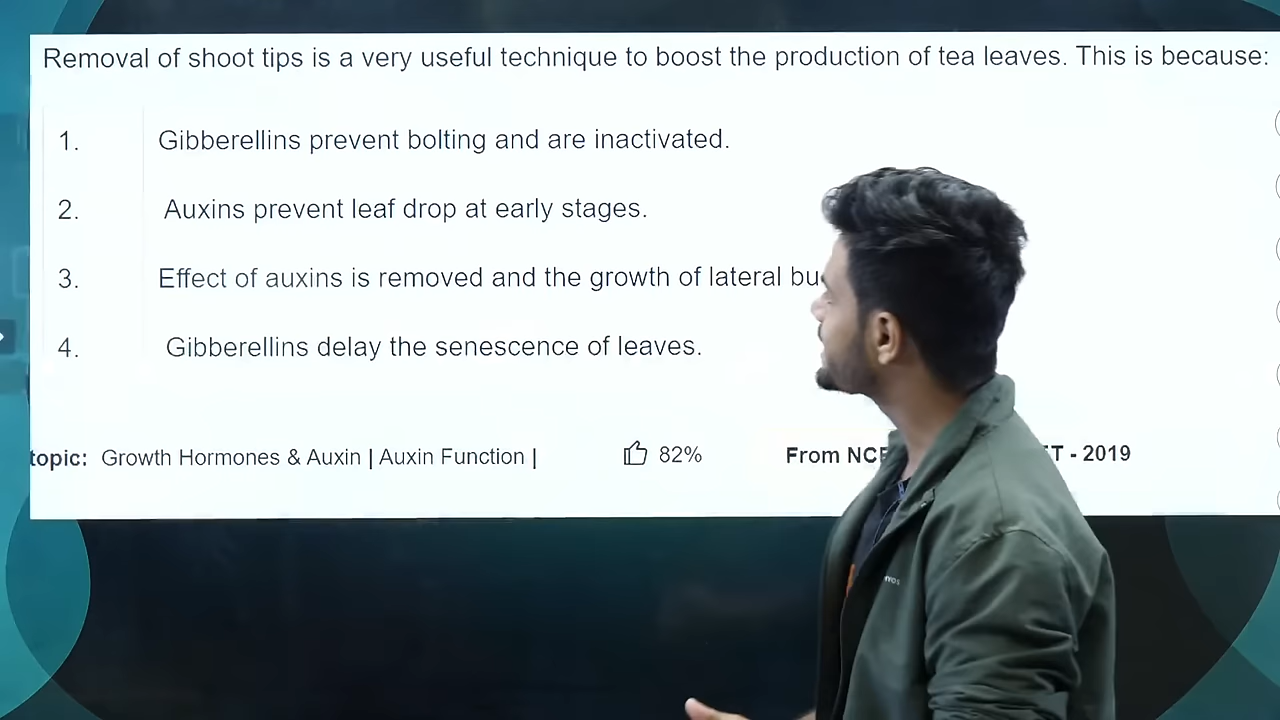 Removal of shoot tips is a very useful technique to boost the production of tea leaves. This is because:
1. Gibberellins prevent bolting and are inactivated.
2. Auxins prevent leaf drop at early stages.
3. Effect of auxins is removed and the growth of lateral
4. Gibberellins delay the senescence of leaves.
topic: Growth Hormones & Auxin | Auxin Function | 82% From - 2019